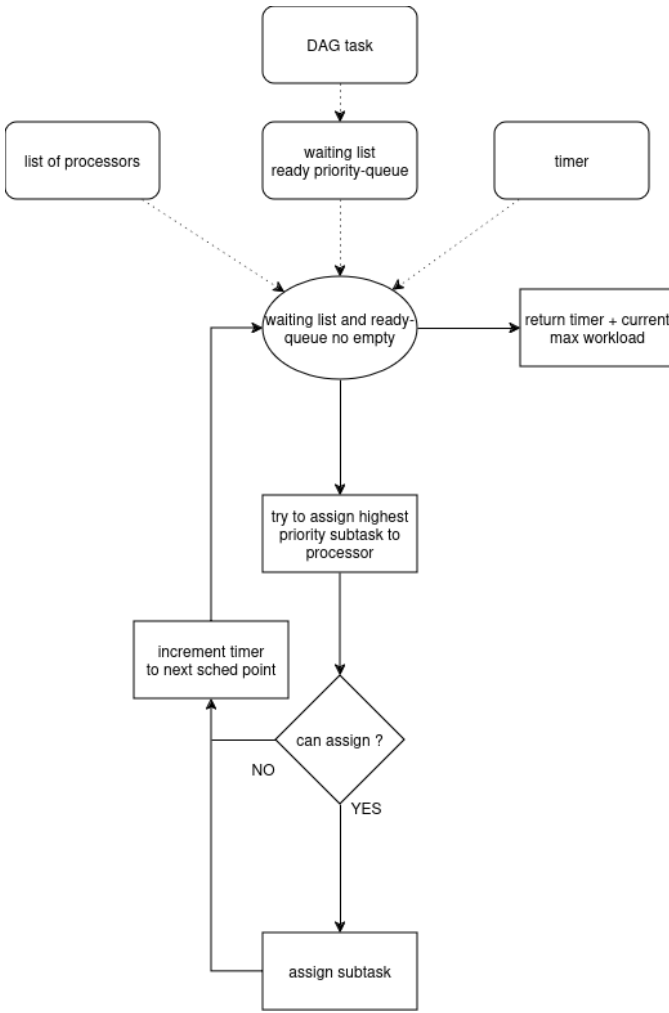 DAG task
list of processors
waiting list
ready priority-queue
timer
waiting list and ready-
queue no empty
return timer + current
max workload
try to assign highest
priority subtask to
processor
increment timer
to next sched point
can assign ?
NO
YES
assign subtask